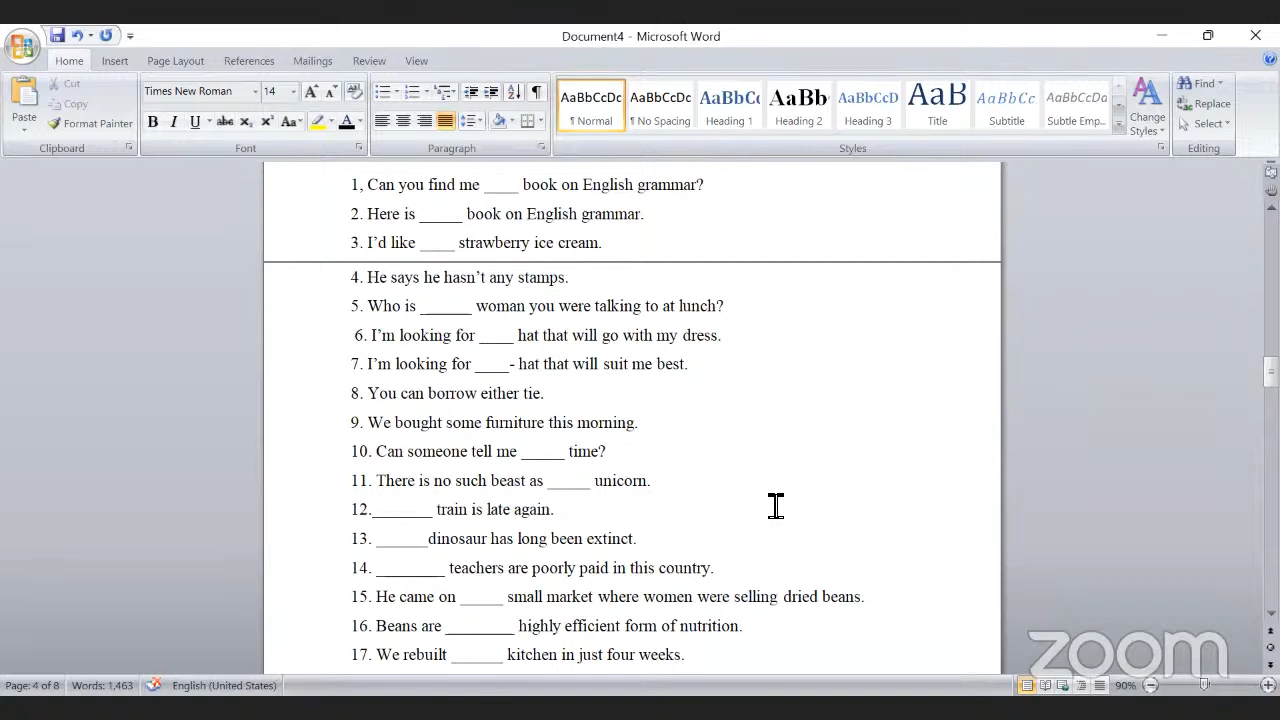 Document4 - Microsoft Word
Home Insert Page Layout References Mailings Review View
Paste
Cut
Copy
Format Painter
Clipboard
Times New Roman 14
B I U abc X₂ X² Aa A
Font
Paragraph
AaBbCcDc AaBbCcDc AaBbC AaBbC AaBbCcD AaB AaBbCc. AaBbCcDa
¶ Normal ¶ No Spacing Heading 1 Heading 2 Heading 3 Title Subtitle Subtle Emp...
Change Styles
Styles
Find
Replace
Select
Editing
1, Can you find me ____ book on English grammar?
2. Here is _____ book on English grammar.
3. I’d like ____ strawberry ice cream.
4. He says he hasn’t any stamps.
5. Who is ______ woman you were talking to at lunch?
6. I’m looking for ____ hat that will go with my dress.
7. I’m looking for ____- hat that will suit me best.
8. You can borrow either tie.
9. We bought some furniture this morning.
10. Can someone tell me _____ time?
11. There is no such beast as _____ unicorn.
12._______ train is late again.
13. ______dinosaur has long been extinct.
14. ________ teachers are poorly paid in this country.
15. He came on _____ small market where women were selling dried beans.
16. Beans are ________ highly efficient form of nutrition.
17. We rebuilt ______ kitchen in just four weeks.
zoom
Page: 4 of 8 Words: 1,463 English (United States) 90%